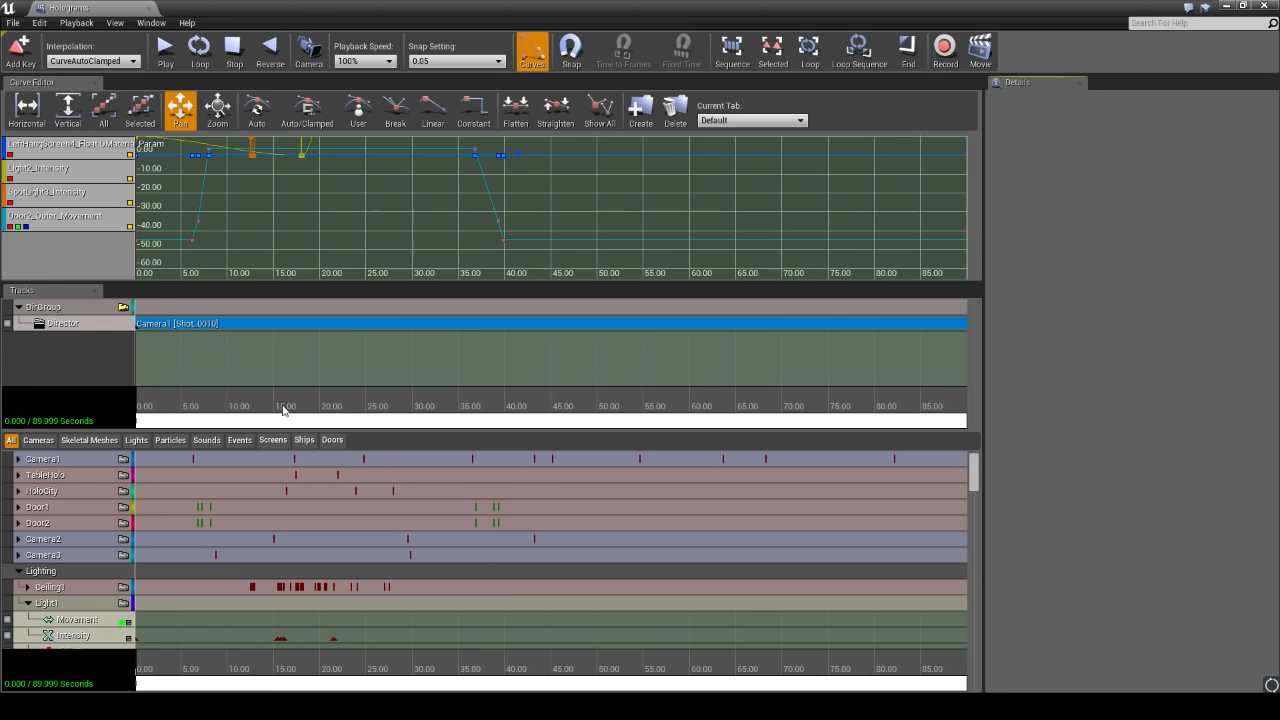 Holograms
File Edit Playback View Window Help
Search For Help
Interpolation: Playback Speed: Snap Setting:
CurveAutoClamped 100% 0.05
Add Key Play Loop Stop Reverse Camera Curves Snap Time to Frames Fixed Time Sequence Selected Loop Loop Sequence End Record Move
Curve Editor Details
Current Tab:
Default
Horizontal Vertical All Selected Pan Zoom Auto Auto/Clamped User Break Linear Constant Flatten Straighten Show All Create Delete
LeftHangScreen4_Float UMateria Param
0.00
Light2_Intensity
-10.00
-20.00
SpotLight3_Intensity
-30.00
Door2_Outer_Movement
-40.00
-50.00
-60.00
0.00 5.00 10.00 15.00 20.00 25.00 30.00 35.00 40.00 45.00 50.00 55.00 60.00 65.00 70.00 75.00 80.00 85.00
Tracks
DirGroup
Director
Camera1 [Shot_0010]
0.00 5.00 10.00 15.00 20.00 25.00 30.00 35.00 40.00 45.00 50.00 55.00 60.00 65.00 70.00 75.00 80.00 85.00
0.000 / 89.999 Seconds
All Cameras Skeletal Meshes Lights Particles Sounds Events Screens Ships Doors
Camera1
TableHolo
HoloCity
Door1
Door2
Camera2
Camera3
Lighting
Ceiling1
Light1
Movement
Intensity
0.00 5.00 10.00 15.00 20.00 25.00 30.00 35.00 40.00 45.00 50.00 55.00 60.00 65.00 70.00 75.00 80.00 85.00
0.000 / 89.999 Seconds